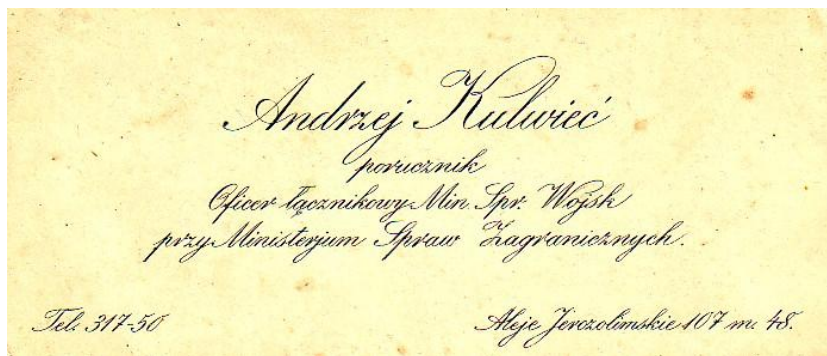 Andrzej Kulwieć
porucznik
Oficer łącznikowy Min. Spr. Wojsk
przy Ministerjum Spraw Zagranicznych.
Tel. 317-50
Aleje Jerozolimskie 107 m. 48.